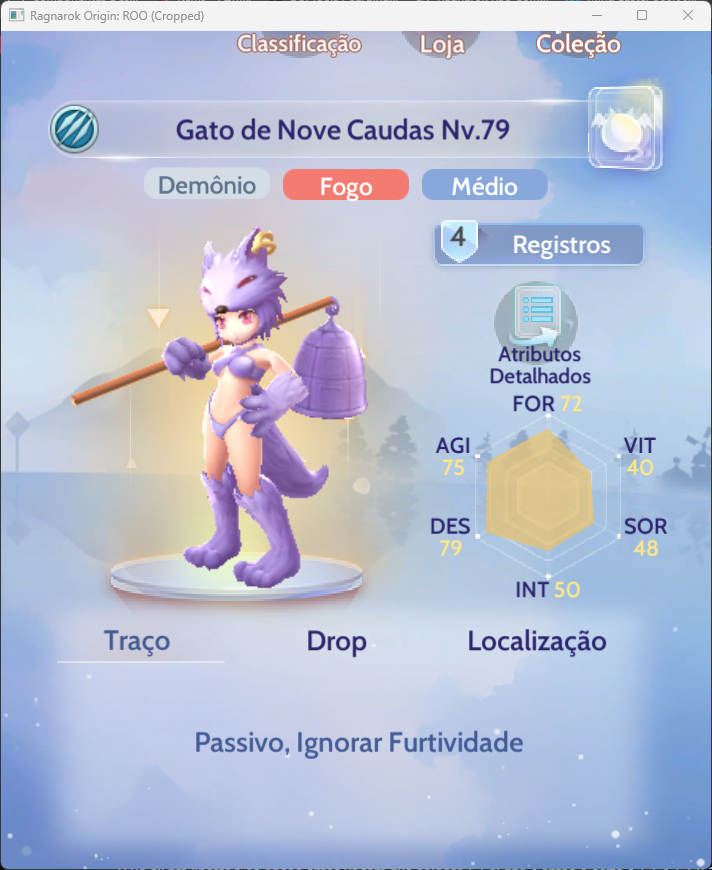 Ragnarok Origin: ROO (Cropped)
Classificação
Loja
Coleção
Gato de Nove Caudas Nv.79
Demônio
Fogo
Médio
4
Registros
Atributos
Detalhados
FOR 72
AGI
75
VIT
40
DES
79
SOR
48
INT 50
Traço
Drop
Localização
Passivo, Ignorar Furtividade